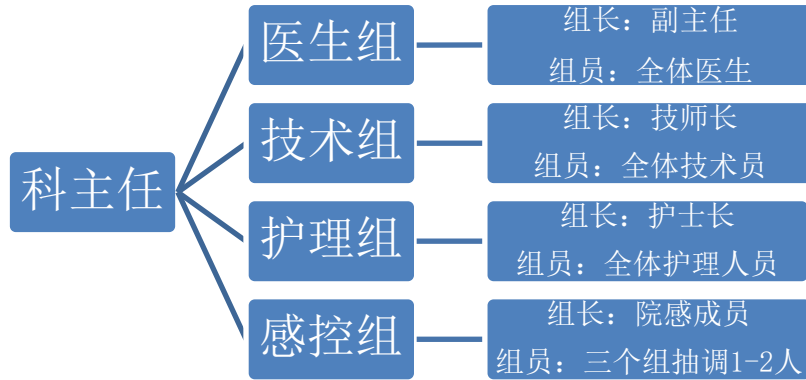 科主任
医生组
组长：副主任
组员：全体医生
技术组
组长：技师长
组员：全体技术员
护理组
组长：护士长
组员：全体护理人员
感控组
组长：院感成员
组员：三个组抽调1-2人